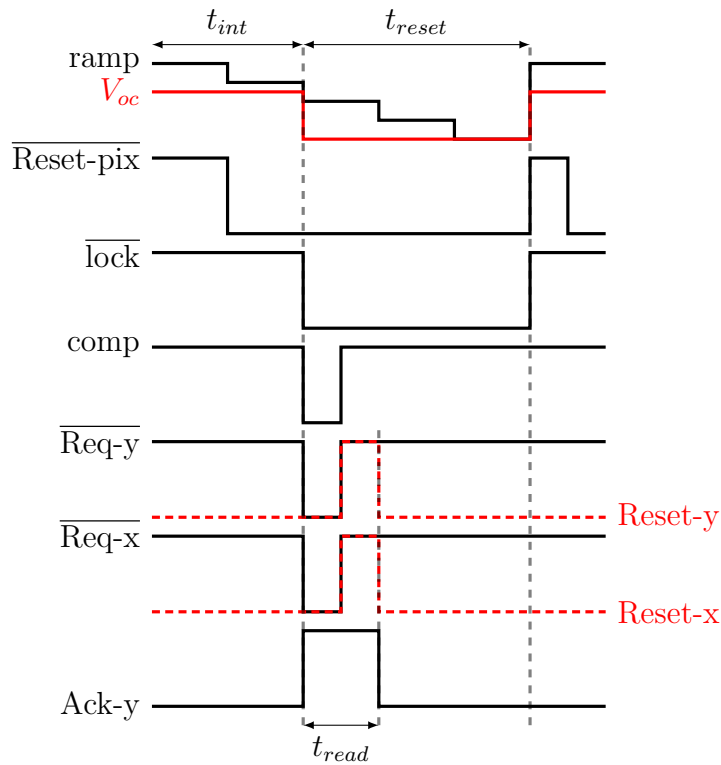 t_int t_reset
ramp
V_oc
Reset-pix
lock
comp
Req-y
Reset-y
Req-x
Reset-x
Ack-y
t_read